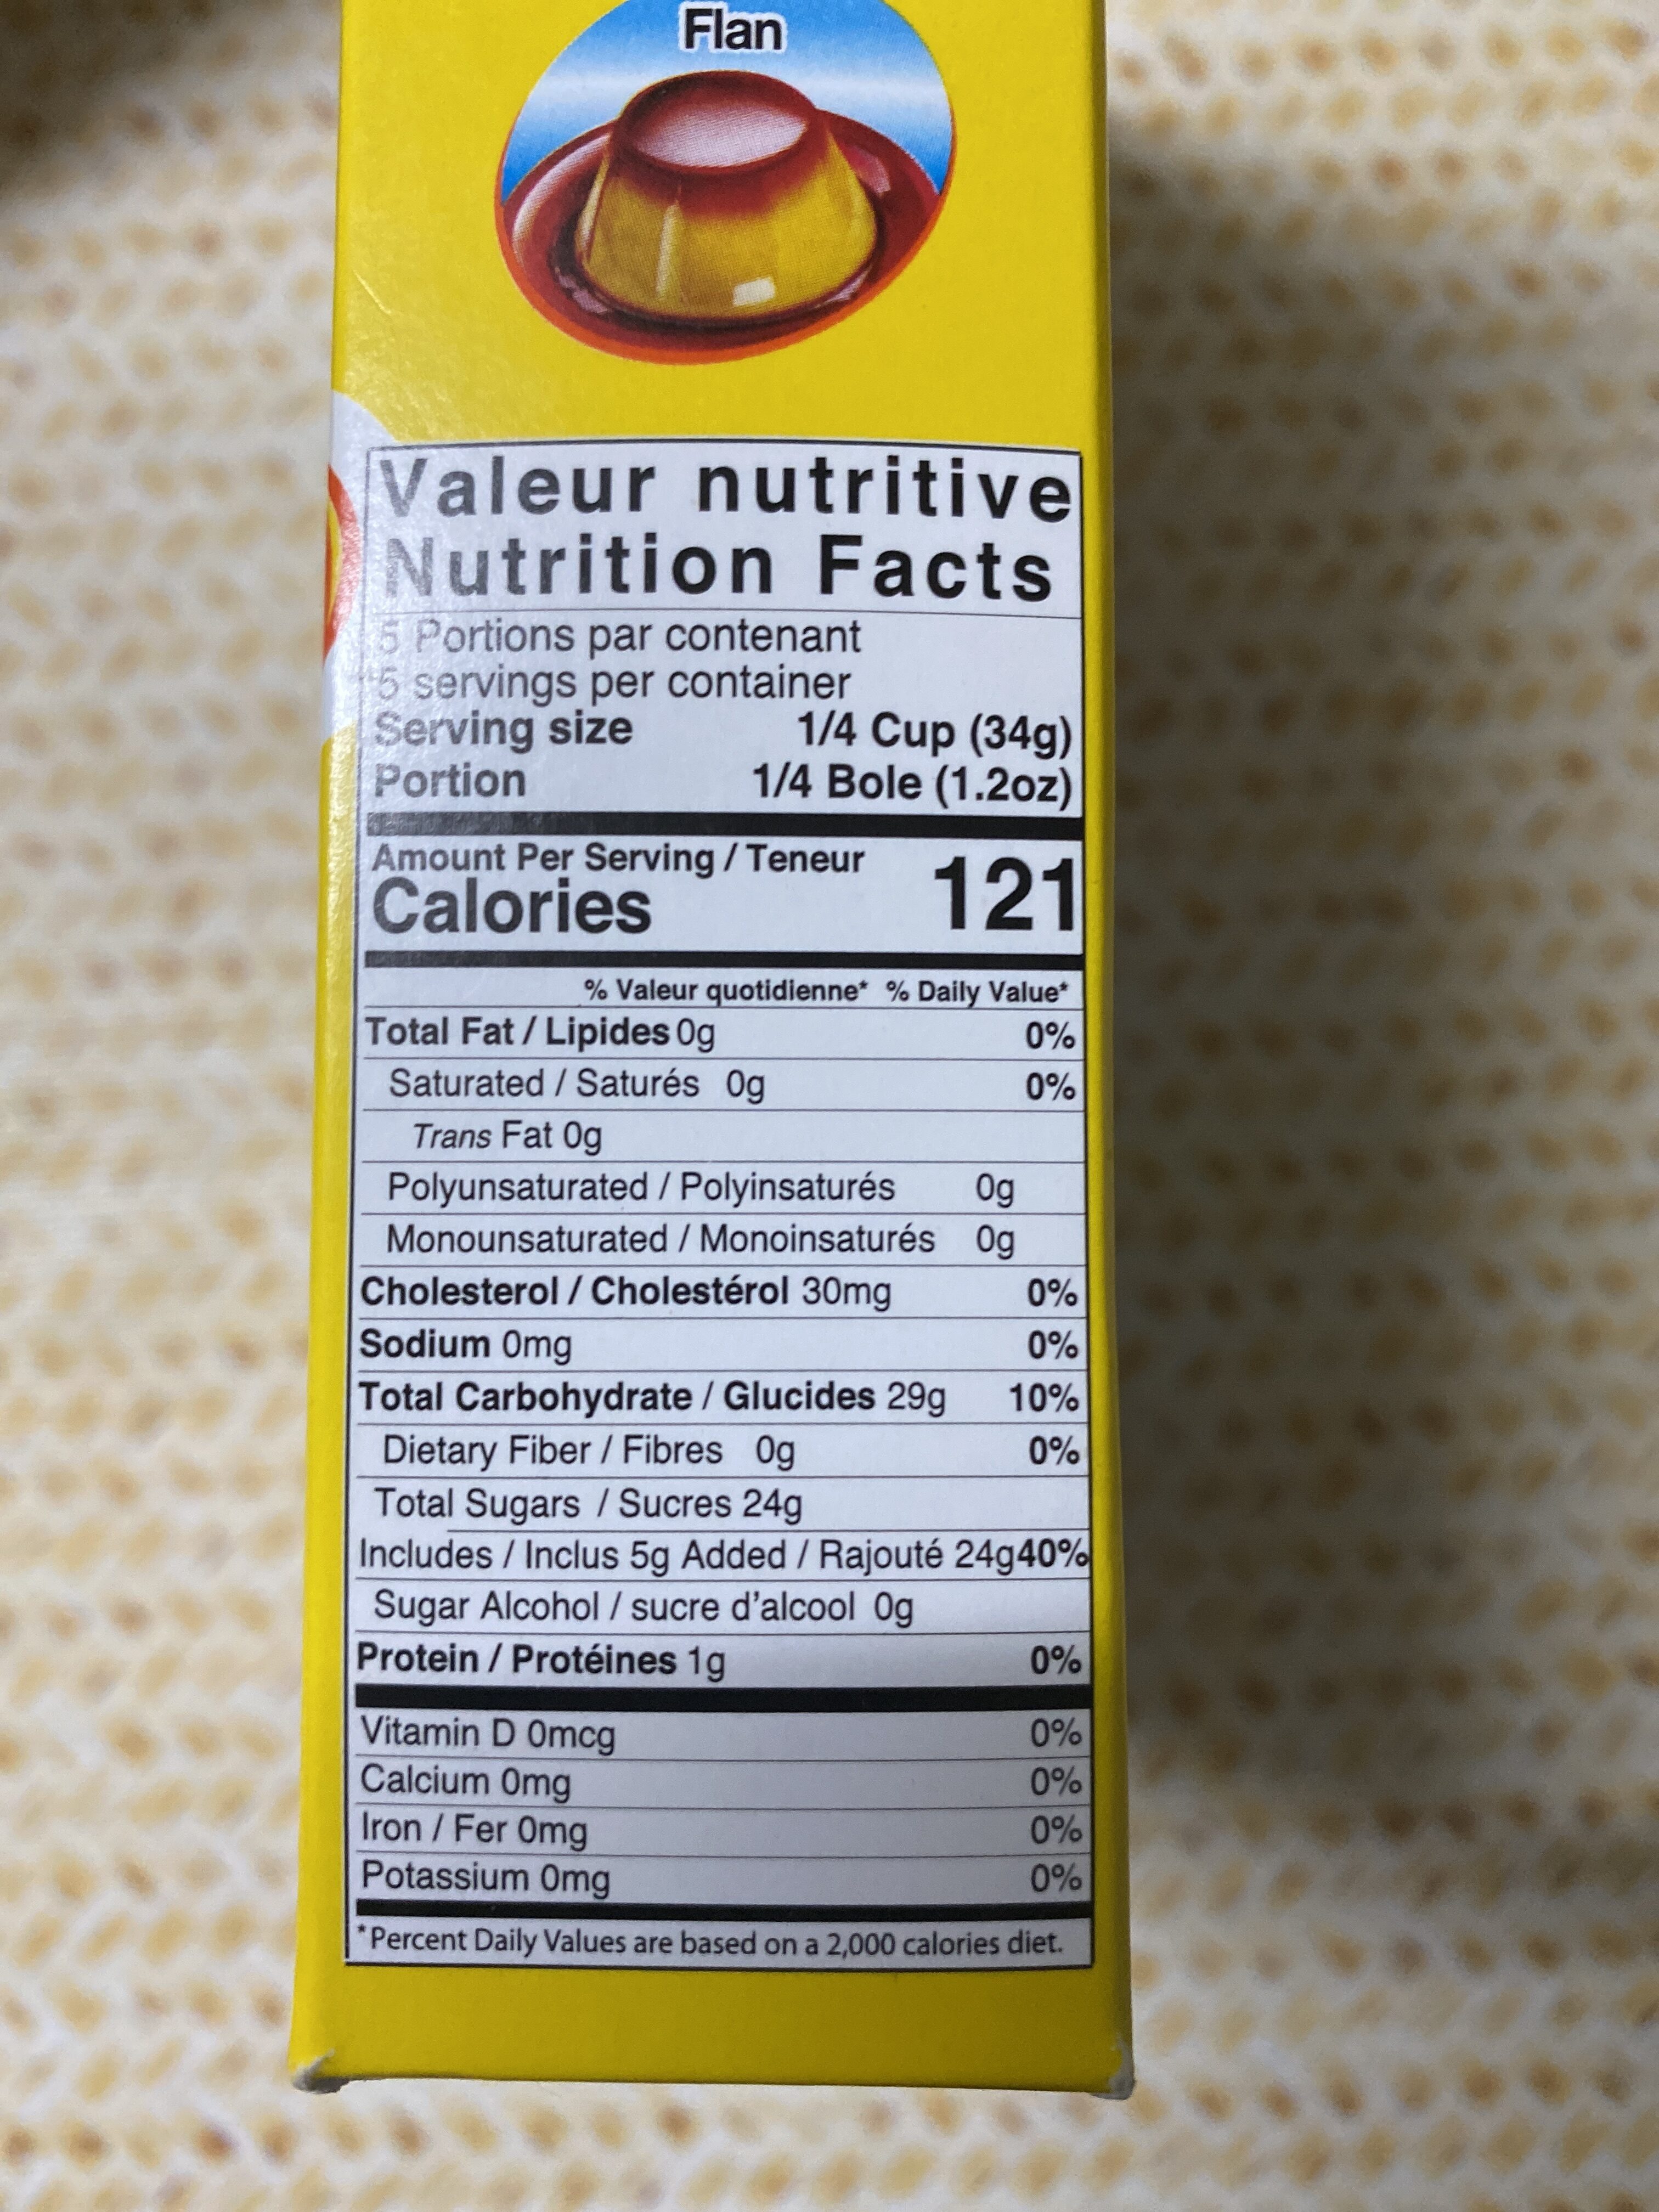 Flan
Valeur nutritive
Nutrition Facts
5 Portions par contenant
5 servings per container
Serving size 1/4 Cup (34g)
Portion 1/4 Bole (1.2oz)
Amount Per Serving / Teneur
Calories 121
% Valeur quotidienne* % Daily Value*
Total Fat / Lipides 0g 0%
Saturated / Saturés 0g 0%
Trans Fat 0g
Polyunsaturated / Polyinsaturés 0g
Monounsaturated / Monoinsaturés 0g
Cholesterol / Cholestérol 30mg 0%
Sodium 0mg 0%
Total Carbohydrate / Glucides 29g 10%
Dietary Fiber / Fibres 0g 0%
Total Sugars / Sucres 24g
Includes / Inclus 5g Added / Rajouté 24g40%
Sugar Alcohol / sucre d'alcool 0g
Protein / Protéines 1g 0%
Vitamin D 0mcg 0%
Calcium 0mg 0%
Iron / Fer 0mg 0%
Potassium 0mg 0%
*Percent Daily Values are based on a 2,000 calories diet.